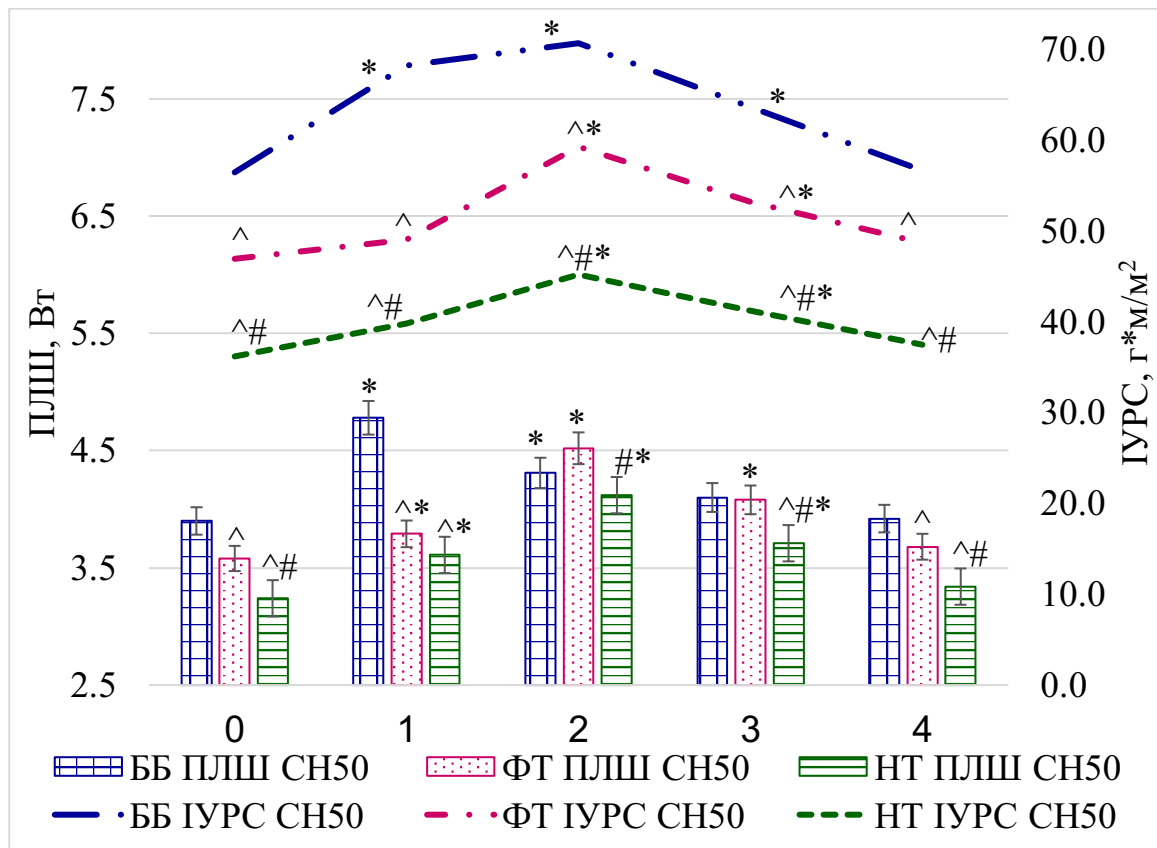 ПЛШ, Вт
7.5
6.5
5.5
4.5
3.5
2.5
* * * *
^ ^ ^* ^* ^
^# ^# ^#* ^#* ^#
^ ^#
* ^* ^*
* * #*
* ^#*
^ ^#
70.0
60.0
50.0
40.0
30.0
20.0
10.0
0.0
ІУРС, г*м/м²
0 1 2 3 4
ББ ПЛШ СН50 ФТ ПЛШ СН50 НТ ПЛШ СН50
ББ ІУРС СН50 ФТ ІУРС СН50 НТ ІУРС СН50